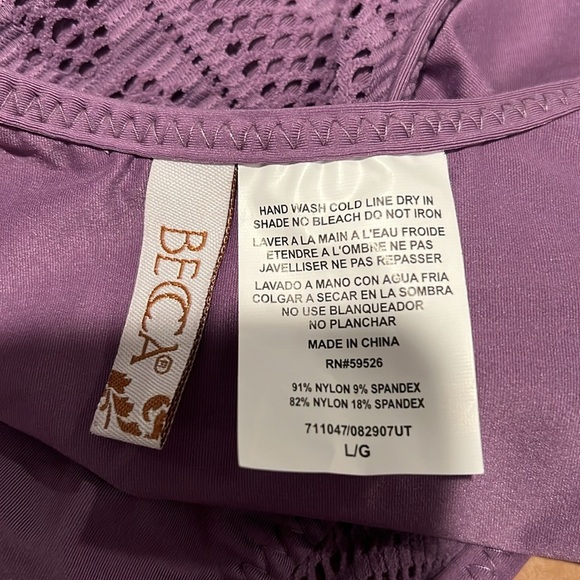 BECCA®
HAND WASH COLD LINE DRY IN
SHADE NO BLEACH DO NOT IRON
LAVER A LA MAIN A L'EAU FROIDE
ÉTENDRE A L'OMBRE NE PAS
JAVELLISER NE PAS REPASSER
LAVADO A MANO CON AGUA FRIA
COLGAR A SECAR EN LA SOMBRA
NO USE BLANQUEADOR
NO PLANCHAR
MADE IN CHINA
RN#59526
91% NYLON 9% SPANDEX
82% NYLON 18% SPANDEX
711047/082907UT
L/G